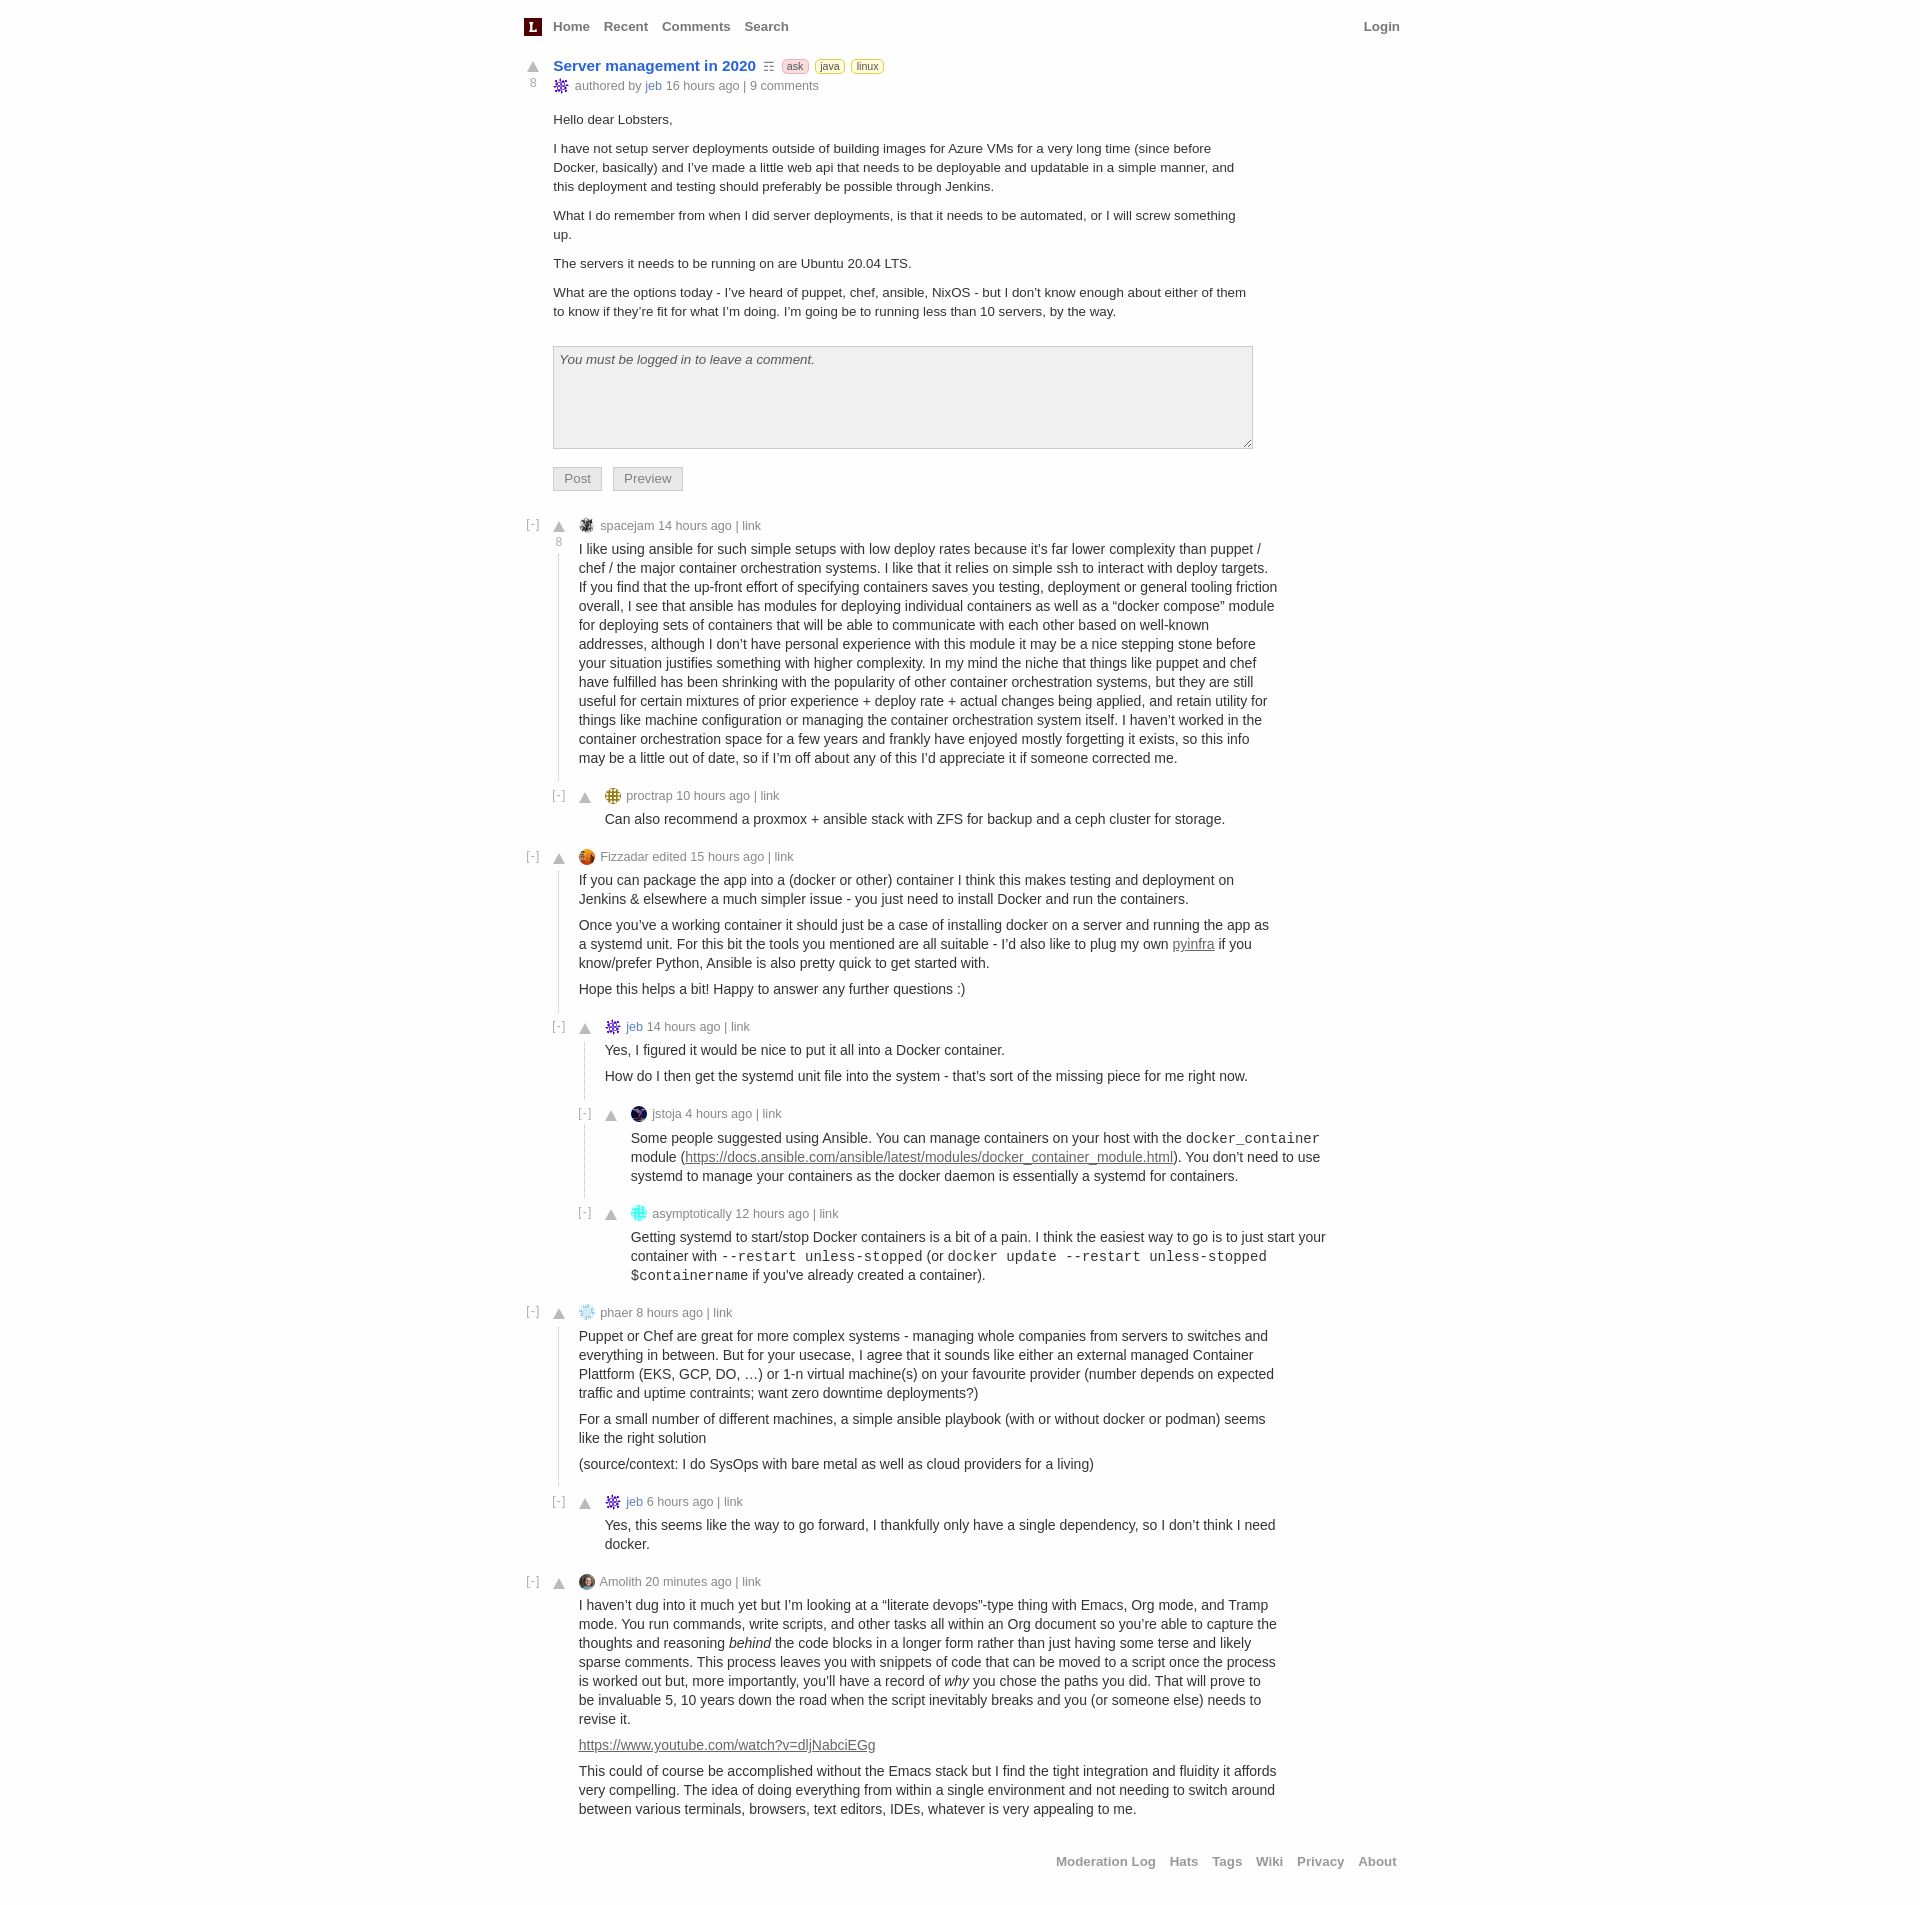 L Home Recent Comments Search Login
Server management in 2020 ☶ ask java linux
8
authored by jeb 16 hours ago | 9 comments
Hello dear Lobsters,
I have not setup server deployments outside of building images for Azure VMs for a very long time (since before
Docker, basically) and I’ve made a little web api that needs to be deployable and updatable in a simple manner, and
this deployment and testing should preferably be possible through Jenkins.
What I do remember from when I did server deployments, is that it needs to be automated, or I will screw something
up.
The servers it needs to be running on are Ubuntu 20.04 LTS.
What are the options today - I’ve heard of puppet, chef, ansible, NixOS - but I don’t know enough about either of them
to know if they’re fit for what I’m doing. I’m going be to running less than 10 servers, by the way.
You must be logged in to leave a comment.
Post Preview
[-] spacejam 14 hours ago | link
8
I like using ansible for such simple setups with low deploy rates because it’s far lower complexity than puppet /
chef / the major container orchestration systems. I like that it relies on simple ssh to interact with deploy targets.
If you find that the up-front effort of specifying containers saves you testing, deployment or general tooling friction
overall, I see that ansible has modules for deploying individual containers as well as a “docker compose” module
for deploying sets of containers that will be able to communicate with each other based on well-known
addresses, although I don’t have personal experience with this module it may be a nice stepping stone before
your situation justifies something with higher complexity. In my mind the niche that things like puppet and chef
have fulfilled has been shrinking with the popularity of other container orchestration systems, but they are still
useful for certain mixtures of prior experience + deploy rate + actual changes being applied, and retain utility for
things like machine configuration or managing the container orchestration system itself. I haven’t worked in the
container orchestration space for a few years and frankly have enjoyed mostly forgetting it exists, so this info
may be a little out of date, so if I’m off about any of this I’d appreciate it if someone corrected me.
[-] proctrap 10 hours ago | link
Can also recommend a proxmox + ansible stack with ZFS for backup and a ceph cluster for storage.
[-] Fizzadar edited 15 hours ago | link
If you can package the app into a (docker or other) container I think this makes testing and deployment on
Jenkins & elsewhere a much simpler issue - you just need to install Docker and run the containers.
Once you’ve a working container it should just be a case of installing docker on a server and running the app as
a systemd unit. For this bit the tools you mentioned are all suitable - I’d also like to plug my own pyinfra if you
know/prefer Python, Ansible is also pretty quick to get started with.
Hope this helps a bit! Happy to answer any further questions :)
[-] jeb 14 hours ago | link
Yes, I figured it would be nice to put it all into a Docker container.
How do I then get the systemd unit file into the system - that’s sort of the missing piece for me right now.
[-] jstoja 4 hours ago | link
Some people suggested using Ansible. You can manage containers on your host with the docker_container
module (https://docs.ansible.com/ansible/latest/modules/docker_container_module.html). You don’t need to use
systemd to manage your containers as the docker daemon is essentially a systemd for containers.
[-] asymptotically 12 hours ago | link
Getting systemd to start/stop Docker containers is a bit of a pain. I think the easiest way to go is to just start your
container with --restart unless-stopped (or docker update --restart unless-stopped
$containername if you’ve already created a container).
[-] phaer 8 hours ago | link
Puppet or Chef are great for more complex systems - managing whole companies from servers to switches and
everything in between. But for your usecase, I agree that it sounds like either an external managed Container
Plattform (EKS, GCP, DO, …) or 1-n virtual machine(s) on your favourite provider (number depends on expected
traffic and uptime contraints; want zero downtime deployments?)
For a small number of different machines, a simple ansible playbook (with or without docker or podman) seems
like the right solution
(source/context: I do SysOps with bare metal as well as cloud providers for a living)
[-] jeb 6 hours ago | link
Yes, this seems like the way to go forward, I thankfully only have a single dependency, so I don’t think I need
docker.
[-] Amolith 20 minutes ago | link
I haven’t dug into it much yet but I’m looking at a “literate devops”-type thing with Emacs, Org mode, and Tramp
mode. You run commands, write scripts, and other tasks all within an Org document so you’re able to capture the
thoughts and reasoning behind the code blocks in a longer form rather than just having some terse and likely
sparse comments. This process leaves you with snippets of code that can be moved to a script once the process
is worked out but, more importantly, you’ll have a record of why you chose the paths you did. That will prove to
be invaluable 5, 10 years down the road when the script inevitably breaks and you (or someone else) needs to
revise it.
https://www.youtube.com/watch?v=dljNabciEGg
This could of course be accomplished without the Emacs stack but I find the tight integration and fluidity it affords
very compelling. The idea of doing everything from within a single environment and not needing to switch around
between various terminals, browsers, text editors, IDEs, whatever is very appealing to me.
Moderation Log Hats Tags Wiki Privacy About